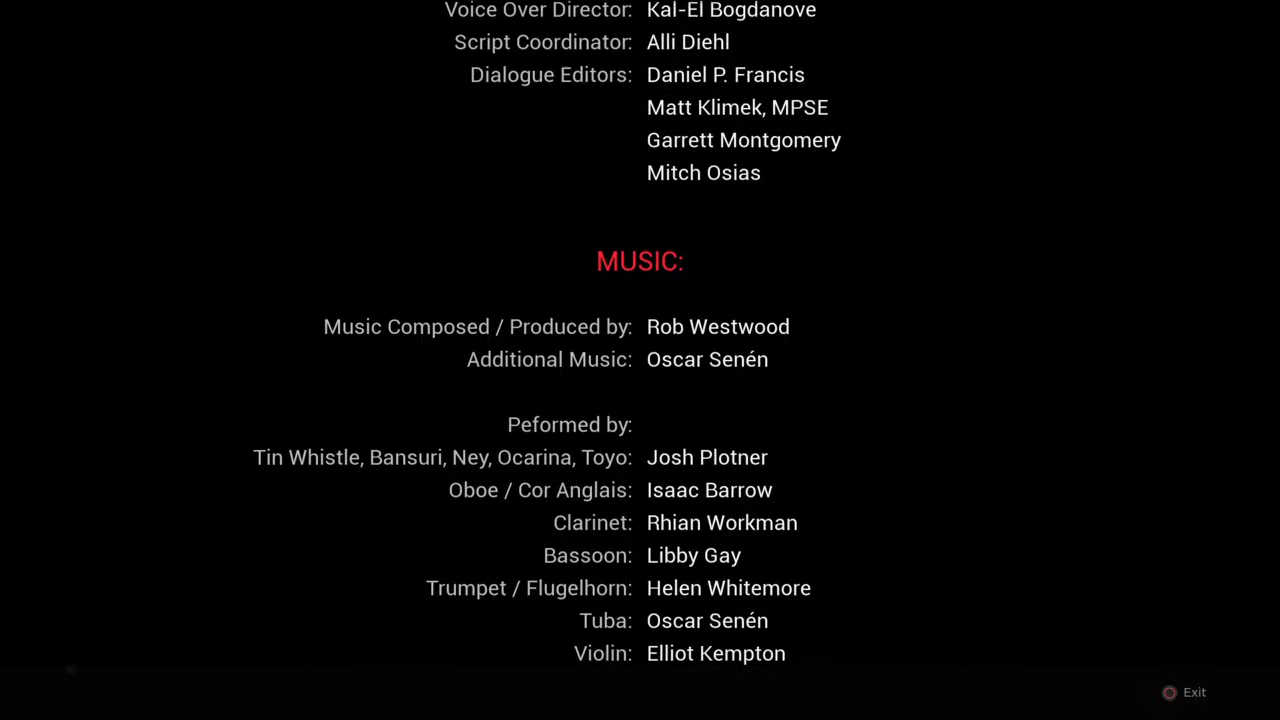 Voice Over Director: Kal-El Bogdanove
Script Coordinator: Alli Diehl
Dialogue Editors: Daniel P. Francis
Matt Klimek, MPSE
Garrett Montgomery
Mitch Osias
MUSIC:
Music Composed / Produced by: Rob Westwood
Additional Music: Oscar Senén
Peformed by:
Tin Whistle, Bansuri, Ney, Ocarina, Toyo: Josh Plotner
Oboe / Cor Anglais: Isaac Barrow
Clarinet: Rhian Workman
Bassoon: Libby Gay
Trumpet / Flugelhorn: Helen Whitemore
Tuba: Oscar Senén
Violin: Elliot Kempton
Exit